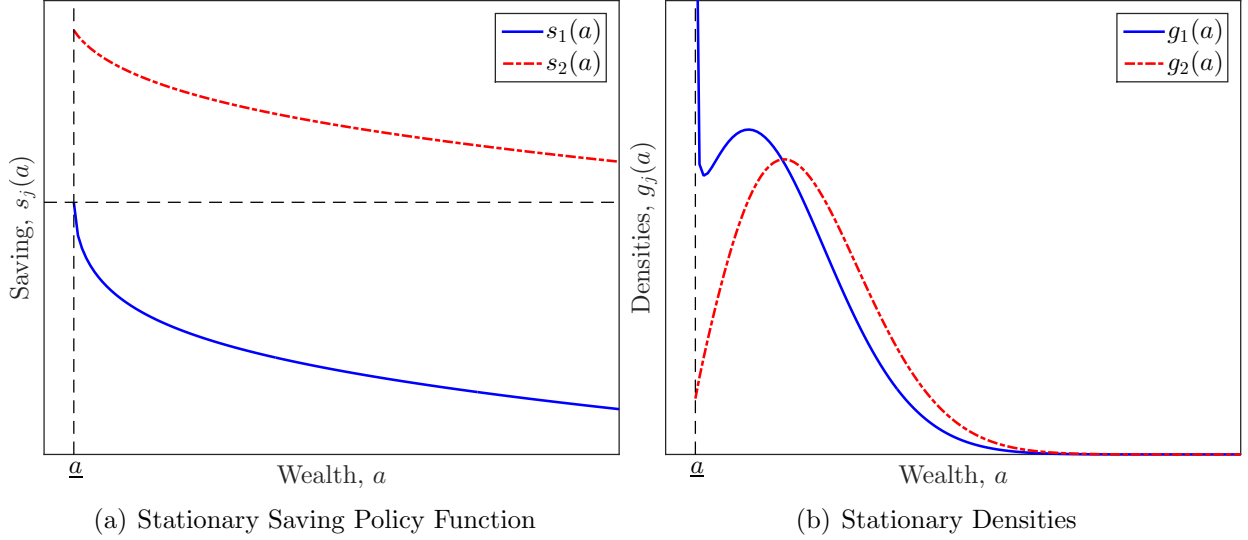 s₁(a)
s₂(a)
Saving, sⱼ(a)
a̲
Wealth, a
(a) Stationary Saving Policy Function
g₁(a)
g₂(a)
Densities, gⱼ(a)
a̲
Wealth, a
(b) Stationary Densities